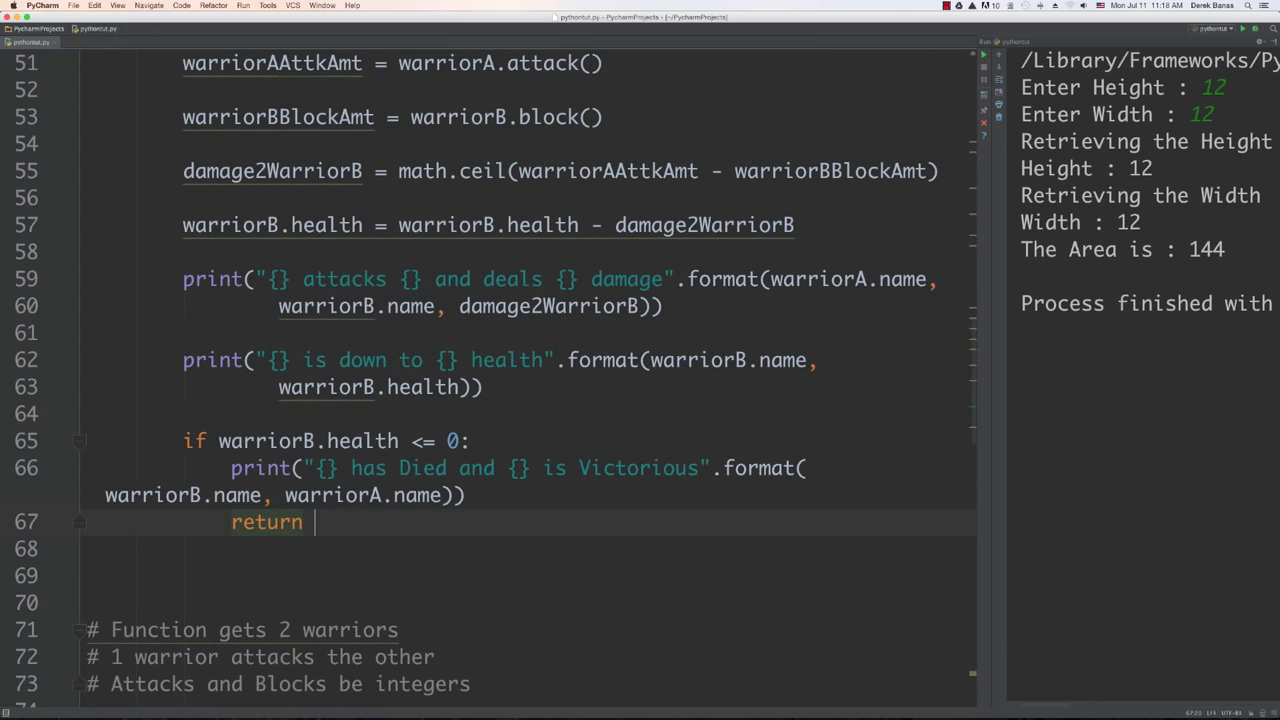 PyCharm File Edit View Navigate Code Refactor Run Tools VCS Window Help 10 Mon Jul 11 11:18 AM Derek Banas
pythontut.py - PycharmProjects - [~/PycharmProjects]
PycharmProjects pythontut.py pythontut
pythontut.py
Run: pythontut
51 warriorAAttkAmt = warriorA.attack()
52
53 warriorBBlockAmt = warriorB.block()
54
55 damage2WarriorB = math.ceil(warriorAAttkAmt - warriorBBlockAmt)
56
57 warriorB.health = warriorB.health - damage2WarriorB
58
59 print("{} attacks {} and deals {} damage".format(warriorA.name,
60 warriorB.name, damage2WarriorB))
61
62 print("{} is down to {} health".format(warriorB.name,
63 warriorB.health))
64
65 if warriorB.health <= 0:
66 print("{} has Died and {} is Victorious".format(
warriorB.name, warriorA.name))
67 return
68
69
70
71 # Function gets 2 warriors
72 # 1 warrior attacks the other
73 # Attacks and Blocks be integers
/Library/Frameworks/Py
Enter Height : 12
Enter Width : 12
Retrieving the Height
Height : 12
Retrieving the Width
Width : 12
The Area is : 144
Process finished with
67:20 LF÷ UTF-8÷